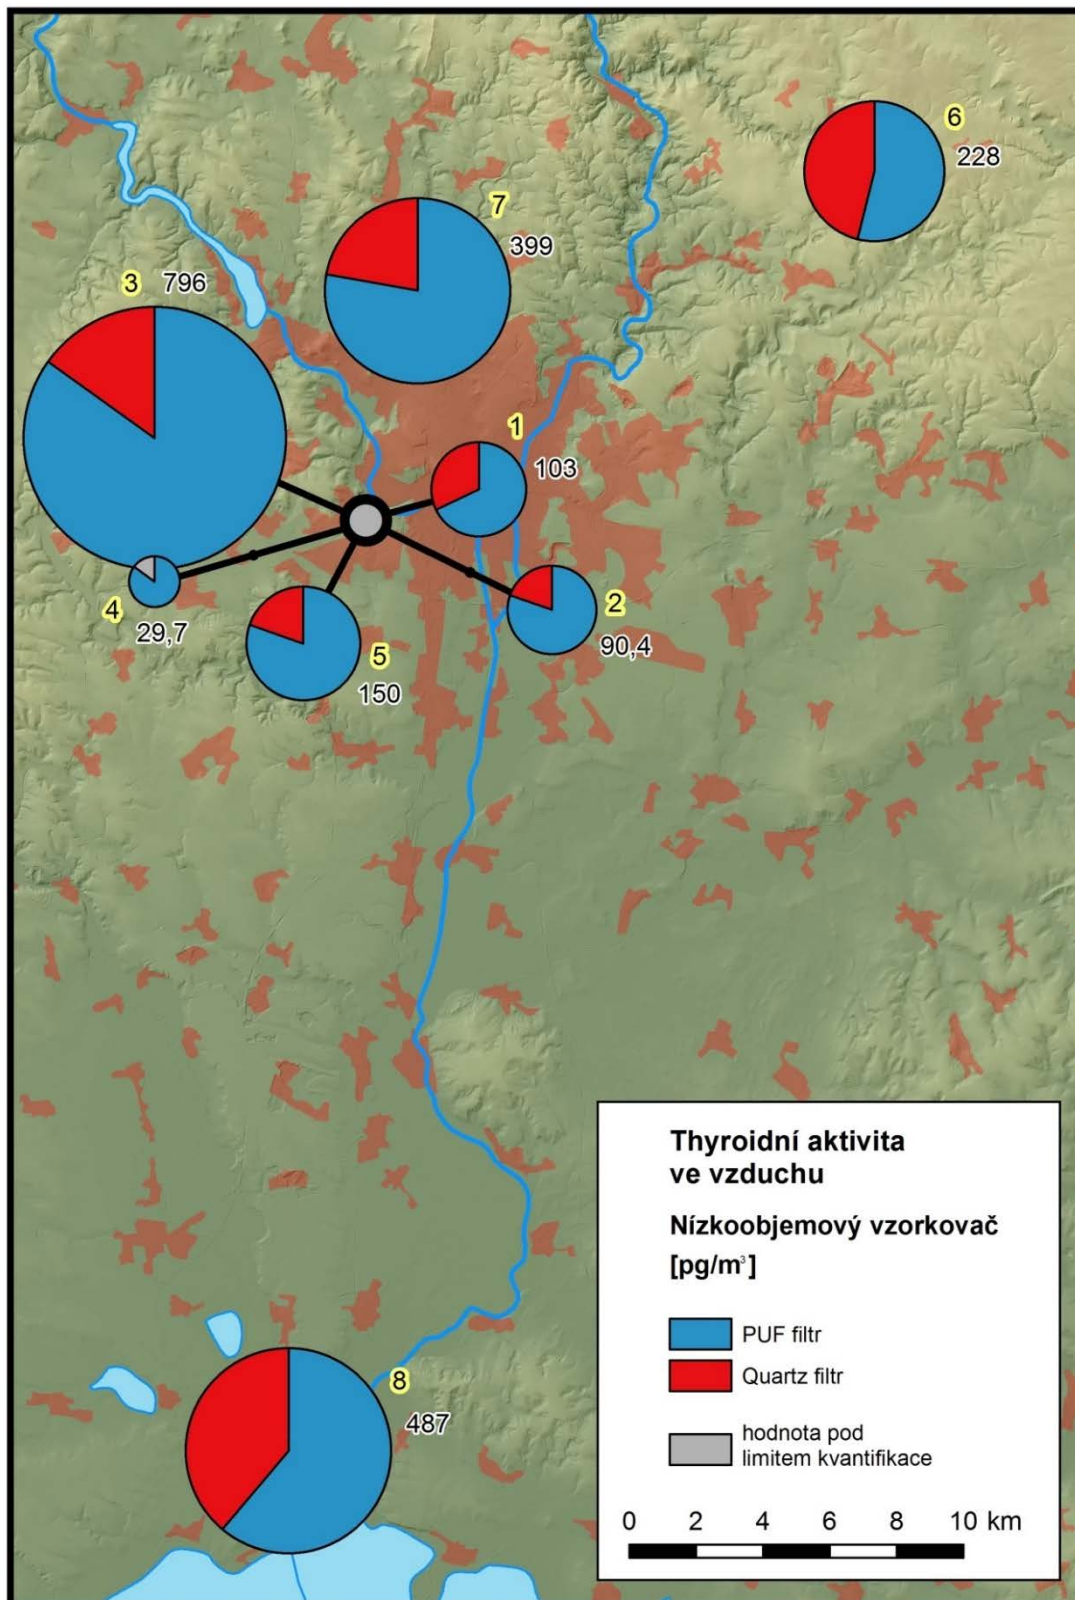 6
228
7
399
3 796
1
103
4
29,7
5
150
2
90,4
8
487
Thyroidní aktivita
ve vzduchu
Nízkoobjemový vzorkovač
[pg/m³]
PUF filtr
Quartz filtr
hodnota pod
limitem kvantifikace
0 2 4 6 8 10 km